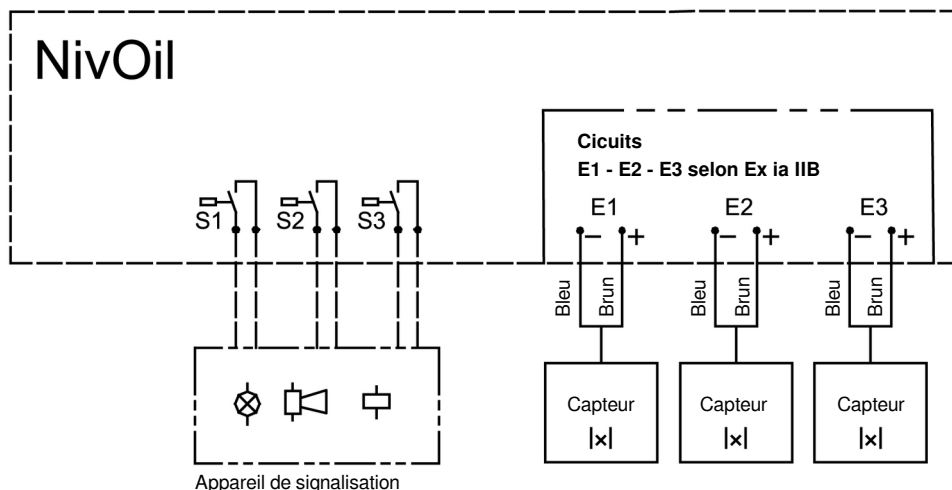 NivOil
Cicuits
E1 - E2 - E3 selon Ex ia IIB
S1 S2 S3
E1 E2 E3
− + − + − +
Bleu Brun Bleu Brun Bleu Brun
Capteur Capteur Capteur
|×| |×| |×|
Appareil de signalisation